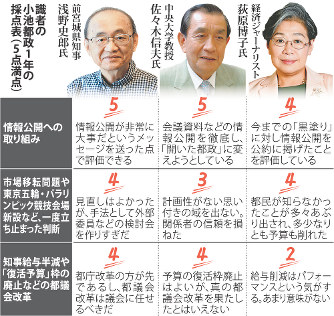 識者の
小池都政1年の
採点表（5点満点）
前宮城県知事
浅野史郎氏
中央大学教授
佐々木信夫氏
経済ジャーナリスト
荻原博子氏
情報公開への
取り組み
5
情報公開が非常に
大事だというメッ
セージを送った点
で評価できる
5
会議資料などの情
報公開を徹底し、
「開いた都政」に変
えようとしている
4
今までの「黒塗り」
に対し情報公開を
公約に掲げたこと
を評価している
市場移転問題や
東京五輪・パラリ
ンピック競技会場
新設など、一度立
ち止まった判断
4
見直しはよかった
が、手法として外部
委員などの検討会
を作りすぎだ
3
計画性がない思い
付きの域を出ない。
関係者の信頼を損
ねた
4
都民が知らなかっ
たことが多々あぶり
出され、多少なり
とも予算も削れた
知事給与半減や
「復活予算」枠の
廃止などの都議
会改革
4
都庁改革の方が先
であるし、都議会
改革は議会に任せ
るべきだ
4
予算の復活枠廃止
はよいが、真の都
議会改革を果たし
たとはいえない
2
給与削減はパフォー
マンスという気がす
る。あまり意味がない